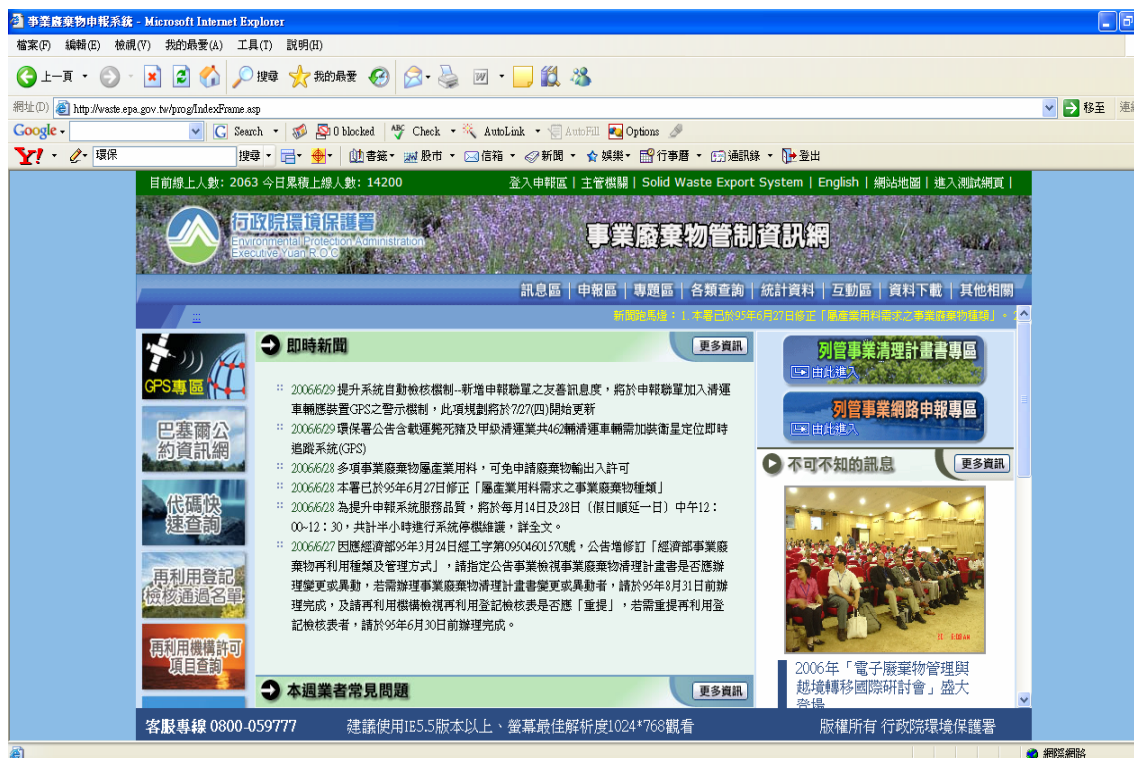 事業廢棄物申報系統 - Microsoft Internet Explorer
檔案(F) 編輯(E) 檢視(V) 我的最愛(A) 工具(T) 說明(H)
上一頁 搜尋 我的最愛
網址(D) http://waste.epa.gov.tw/prog/IndexFrame.asp 移至 連結
Google Search 0 blocked ABC Check AutoLink AutoFill Options
Y! 環保 搜尋 書籤 股市 信箱 新聞 娛樂 行事曆 通訊錄 登出
目前線上人數: 2063 今日累積上線人數: 14200 登入申報區 | 主管機關 | Solid Waste Export System | English | 網站地圖 | 進入測試網頁 |
行政院環境保護署
Environmental Protection Administration
Executive Yuan R.O.C
事業廢棄物管制資訊網
訊息區 | 申報區 | 專題區 | 各類查詢 | 統計資料 | 互動區 | 資料下載 | 其他相關
:::
新聞跑馬燈: 1.本署已於95年6月27日修正「屬產業用料需求之事業廢棄物種類」。2
GPS專區
巴塞爾公
約資訊網
代碼快
速查詢
再利用登記
檢核通過名單
再利用機構許可
項目查詢
即時新聞 更多資訊
2006/6/29 提升系統自動檢核機制--新增申報聯單之友善訊息度，將於申報聯單加入清運
車輛應裝置GPS之警示機制，此項規劃將於7/27(四)開始更新
2006/6/29 環保署公告含載運斃死豬及甲級清運業共462輛清運車輛需加裝衛星定位即時
追蹤系統(GPS)
2006/6/28 多項事業廢棄物屬產業用料，可免申請廢棄物輸出入許可
2006/6/28 本署已於95年6月27日修正「屬產業用料需求之事業廢棄物種類」
2006/6/28 為提升申報系統服務品質，將於每月14日及28日（假日順延一日）中午12：
00~12：30，共計半小時進行系統停機維護，詳全文。
2006/6/27 因應經濟部95年3月24日經工字第09504601570號，公告增修訂「經濟部事業廢
棄物再利用種類及管理方式」，請指定公告事業檢視事業廢棄物清理計畫書是否應辦
理變更或異動，若需辦理事業廢棄物清理計畫書變更或異動者，請於95年8月31日前辦
理完成，及請再利用機構檢視再利用登記檢核表是否應「重提」，若需重提再利用登
記檢核表者，請於95年6月30日前辦理完成。
本週業者常見問題 更多資訊
列管事業清理計畫書專區
由此進入
列管事業網路申報專區
由此進入
不可不知的訊息 更多資訊
2006年「電子廢棄物管理與
越境轉移國際研討會」盛大
登場
客服專線 0800-059777 建議使用IE5.5版本以上、螢幕最佳解析度1024*768觀看 版權所有 行政院環境保護署
網際網路